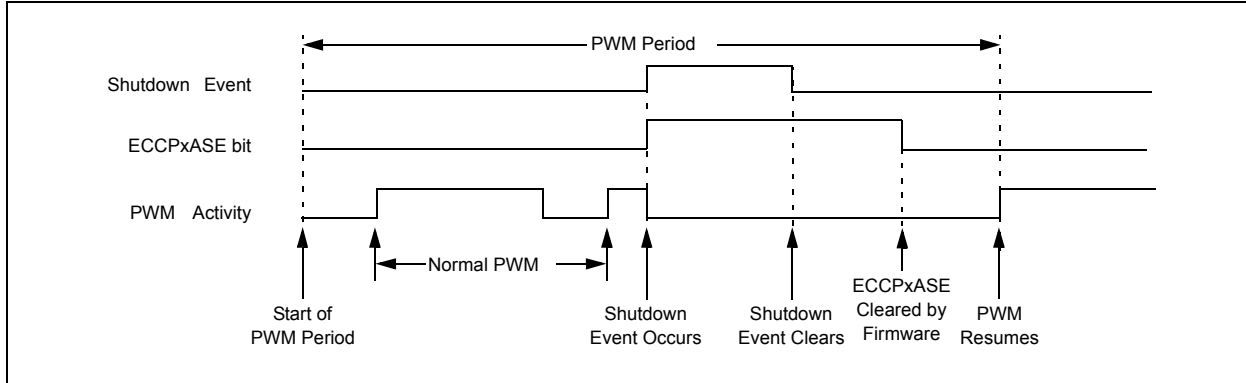 PWM Period
Shutdown Event
ECCPxASE bit
PWM Activity
Normal PWM
Start of
PWM Period
Shutdown
Event Occurs
Shutdown
Event Clears
ECCPxASE
Cleared by
Firmware
PWM
Resumes